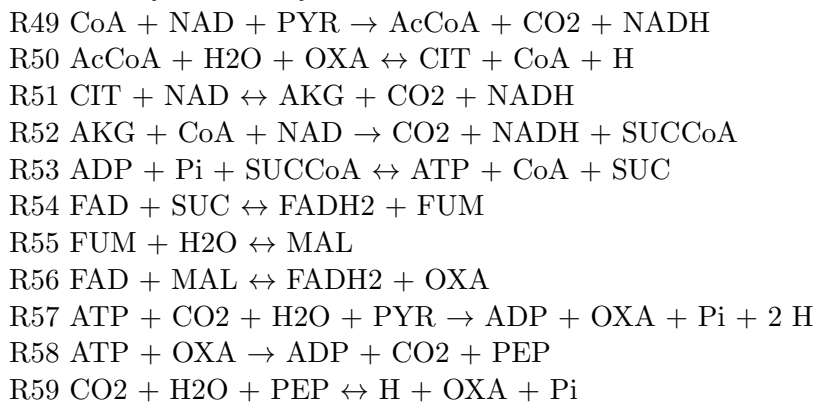 R49 CoA + NAD + PYR → AcCoA + CO2 + NADH
R50 AcCoA + H2O + OXA ↔ CIT + CoA + H
R51 CIT + NAD ↔ AKG + CO2 + NADH
R52 AKG + CoA + NAD → CO2 + NADH + SUCCoA
R53 ADP + Pi + SUCCoA ↔ ATP + CoA + SUC
R54 FAD + SUC ↔ FADH2 + FUM
R55 FUM + H2O ↔ MAL
R56 FAD + MAL ↔ FADH2 + OXA
R57 ATP + CO2 + H2O + PYR → ADP + OXA + Pi + 2 H
R58 ATP + OXA → ADP + CO2 + PEP
R59 CO2 + H2O + PEP ↔ H + OXA + Pi